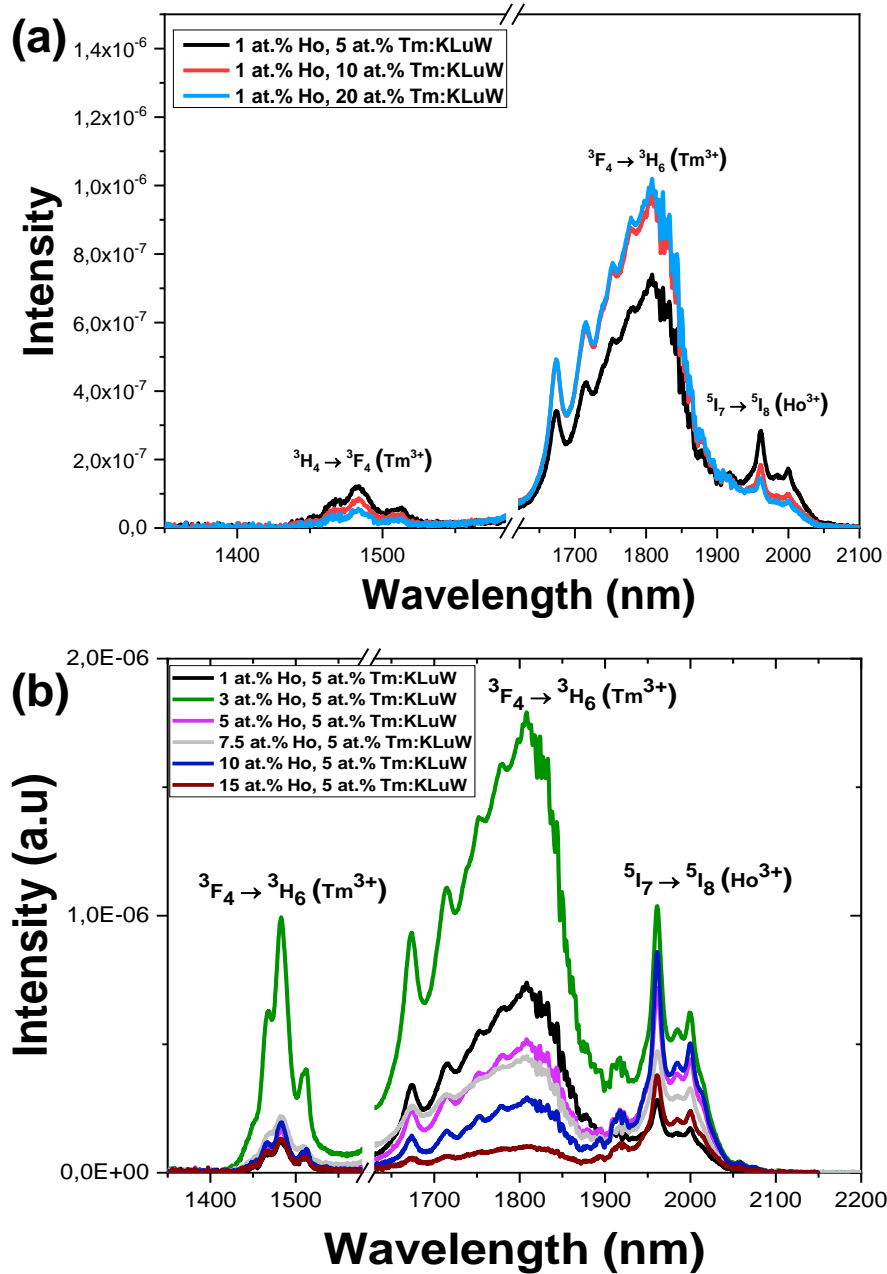 (a)
1 at.% Ho, 5 at.% Tm:KLuW
1 at.% Ho, 10 at.% Tm:KLuW
1 at.% Ho, 20 at.% Tm:KLuW
1,4x10⁻⁶
1,2x10⁻⁶
1,0x10⁻⁶
8,0x10⁻⁷
6,0x10⁻⁷
4,0x10⁻⁷
2,0x10⁻⁷
0,0
Intensity
³F₄ → ³H₆ (Tm³⁺)
⁵I₇ → ⁵I₈ (Ho³⁺)
³H₄ → ³F₄ (Tm³⁺)
1400 1500 1700 1800 1900 2000 2100
Wavelength (nm)
(b)
2,0E-06
1,0E-06
0,0E+00
Intensity (a.u)
1 at.% Ho, 5 at.% Tm:KLuW
3 at.% Ho, 5 at.% Tm:KLuW
5 at.% Ho, 5 at.% Tm:KLuW
7.5 at.% Ho, 5 at.% Tm:KLuW
10 at.% Ho, 5 at.% Tm:KLuW
15 at.% Ho, 5 at.% Tm:KLuW
³F₄ → ³H₆ (Tm³⁺)
³F₄ → ³H₆ (Tm³⁺)
⁵I₇ → ⁵I₈ (Ho³⁺)
1400 1500 1700 1800 1900 2000 2100 2200
Wavelength (nm)